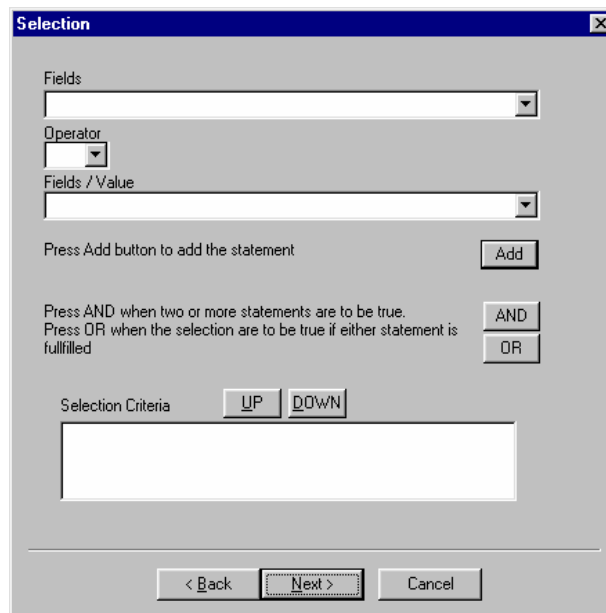 Selection
Fields
Operator
Fields / Value
Press Add button to add the statement
Add
Press AND when two or more statements are to be true.
Press OR when the selection are to be true if either statement is
fullfilled
AND
OR
Selection Criteria
UP
DOWN
< Back
Next >
Cancel